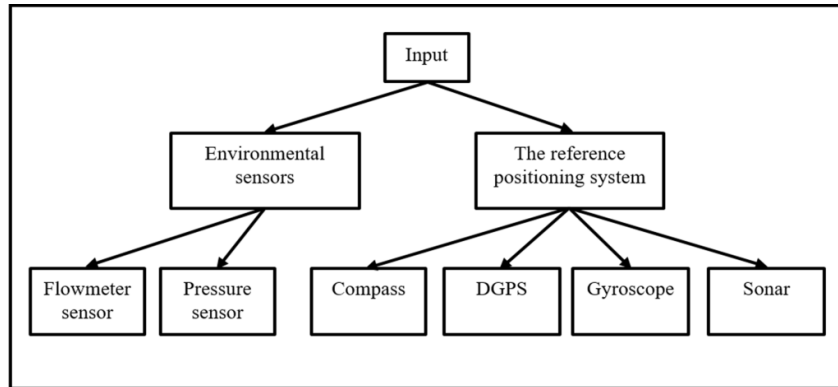 Input
Environmental
sensors
The reference
positioning system
Flowmeter
sensor
Pressure
sensor
Compass
DGPS
Gyroscope
Sonar